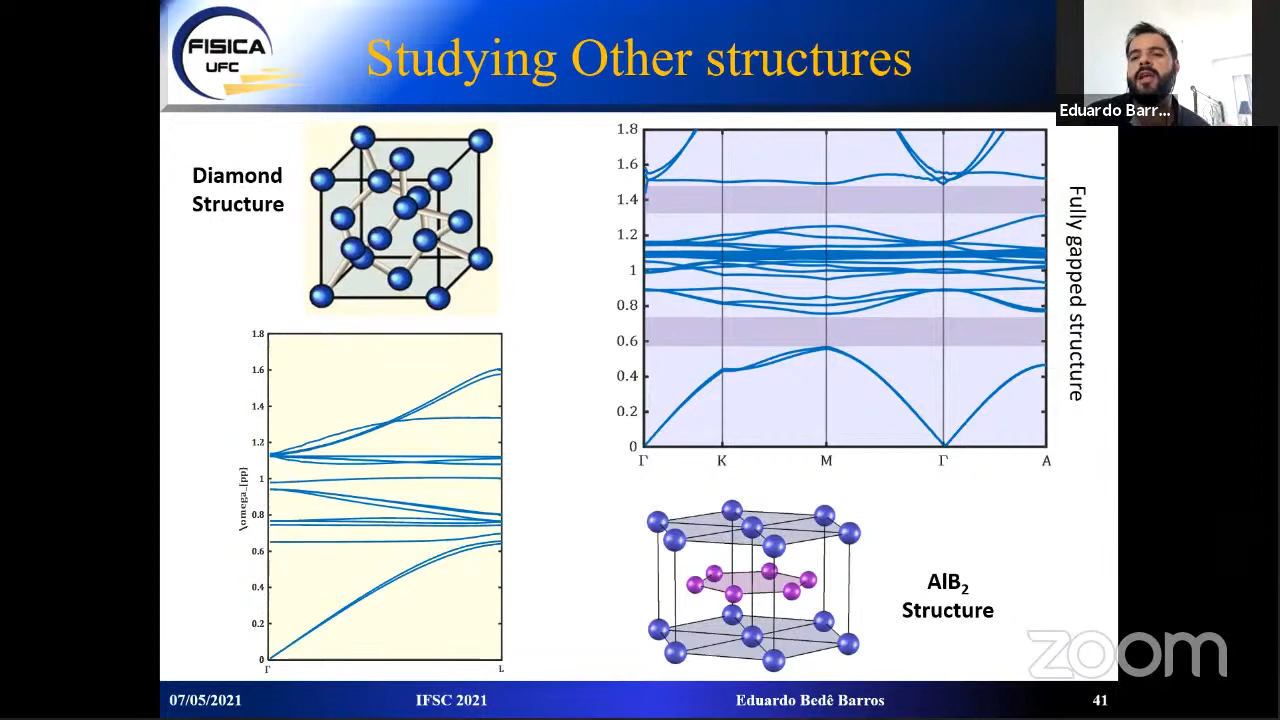 FISICA
UFC
Studying Other structures
Eduardo Barr...
Diamond
Structure
1.8
1.6
1.4
1.2
1
0.8
0.6
0.4
0.2
0
Γ
K
M
Γ
A
Fully gapped structure
1.8
1.6
1.4
1.2
1
0.8
0.6
0.4
0.2
0
\omega_[pp]
Γ
L
AlB₂
Structure
zoom
07/05/2021
IFSC 2021
Eduardo Bedê Barros
41